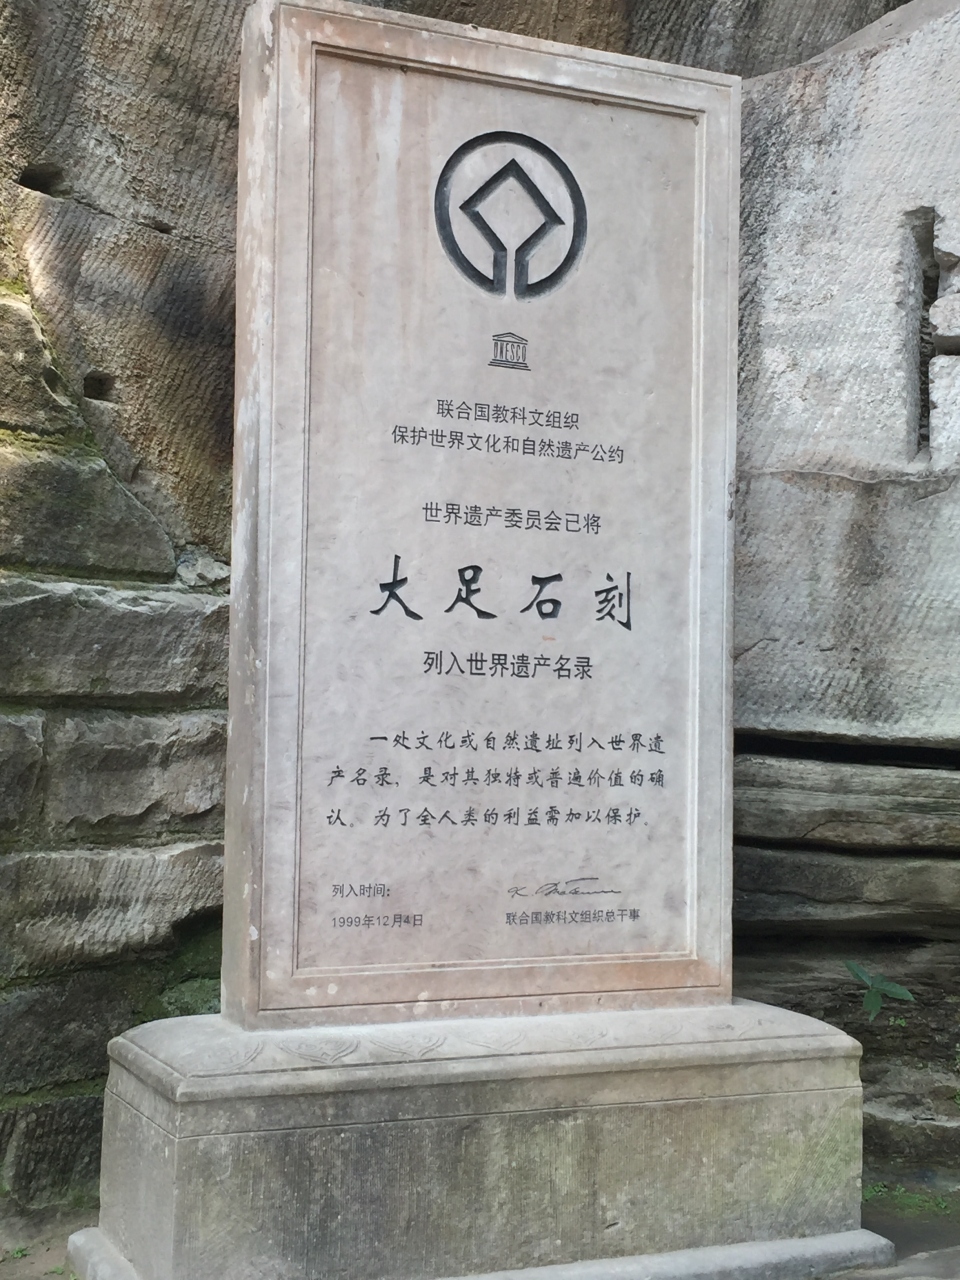 UNESCO
联合国教科文组织
保护世界文化和自然遗产公约
世界遗产委员会已将
大足石刻
列入世界遗产名录
一处文化或自然遗址列入世界遗
产名录，是对其独特或普遍价值的确
认。为了全人类的利益需加以保护。
列入时间:
1999年12月4日
联合国教科文组织总干事